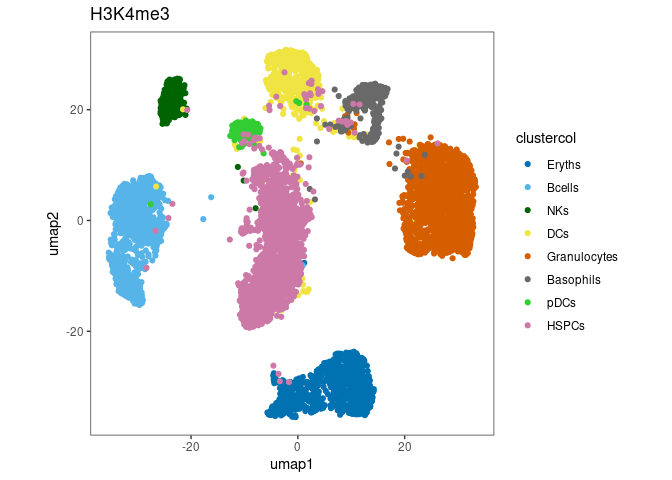 H3K4me3
umap2
20
0
-20
-20
0
20
umap1
clustercol
Eryths
Bcells
NKs
DCs
Granulocytes
Basophils
pDCs
HSPCs